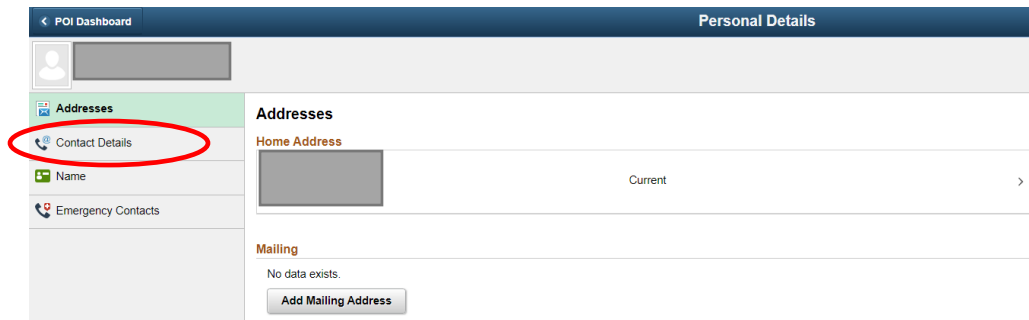 POI Dashboard
Personal Details
Addresses
Contact Details
Name
Emergency Contacts
Addresses
Home Address
Current
Mailing
No data exists.
Add Mailing Address